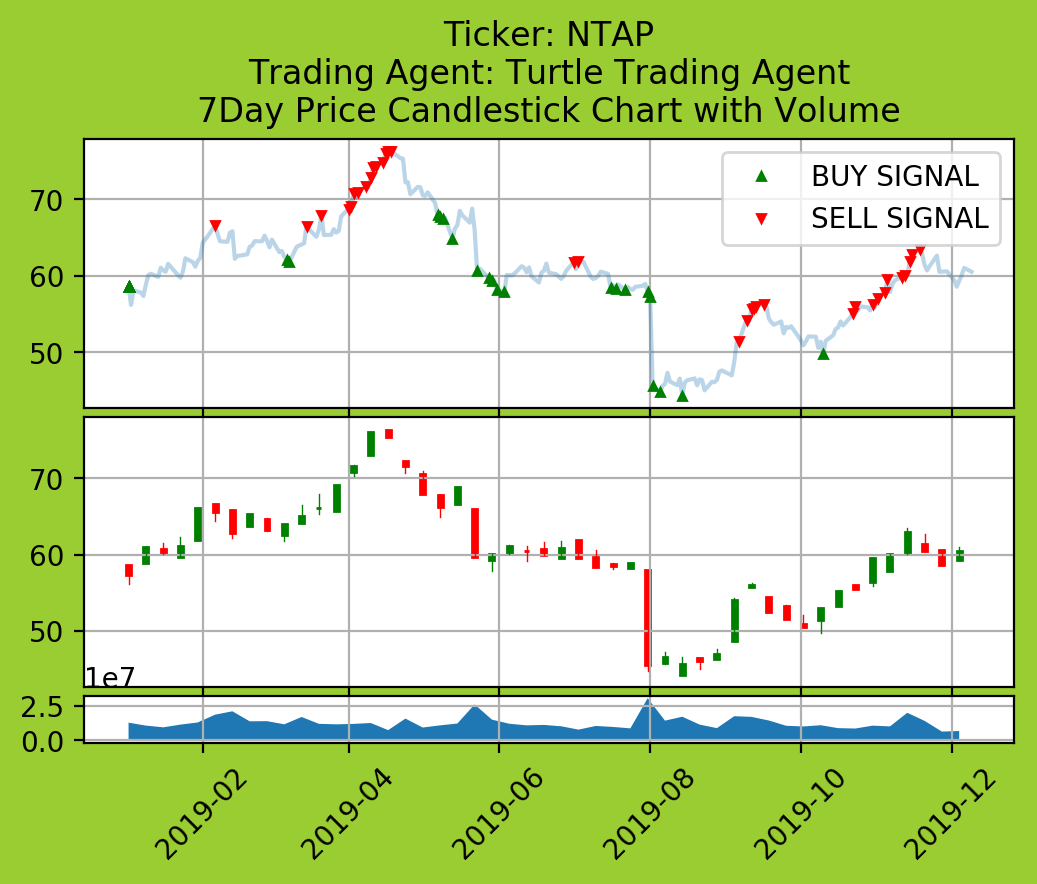 Ticker: NTAP
Trading Agent: Turtle Trading Agent
7Day Price Candlestick Chart with Volume
BUY SIGNAL
SELL SIGNAL
70
60
50
70
60
50
1e7
2.5
0.0
2019-02 2019-04 2019-06 2019-08 2019-10 2019-12